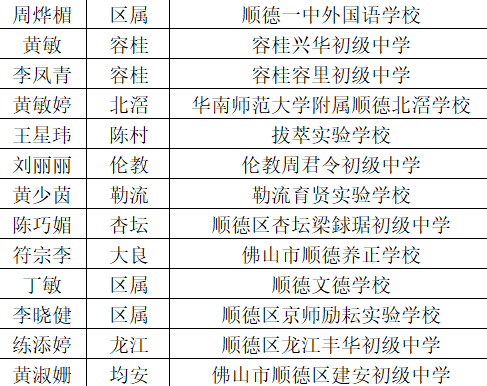 周烨楣 区属 顺德一中外国语学校
黄敏 容桂 容桂兴华初级中学
李凤青 容桂 容桂容里初级中学
黄敏婷 北滘 华南师范大学附属顺德北滘学校
王星玮 陈村 拔萃实验学校
刘丽丽 伦教 伦教周君令初级中学
黄少茵 勒流 勒流育贤实验学校
陈巧媚 杏坛 顺德区杏坛梁銶琚初级中学
符宗李 大良 佛山市顺德养正学校
丁敏 区属 顺德文德学校
李晓健 区属 顺德区京师励耘实验学校
练添婷 龙江 顺德区龙江丰华初级中学
黄淑姗 均安 佛山市顺德区建安初级中学